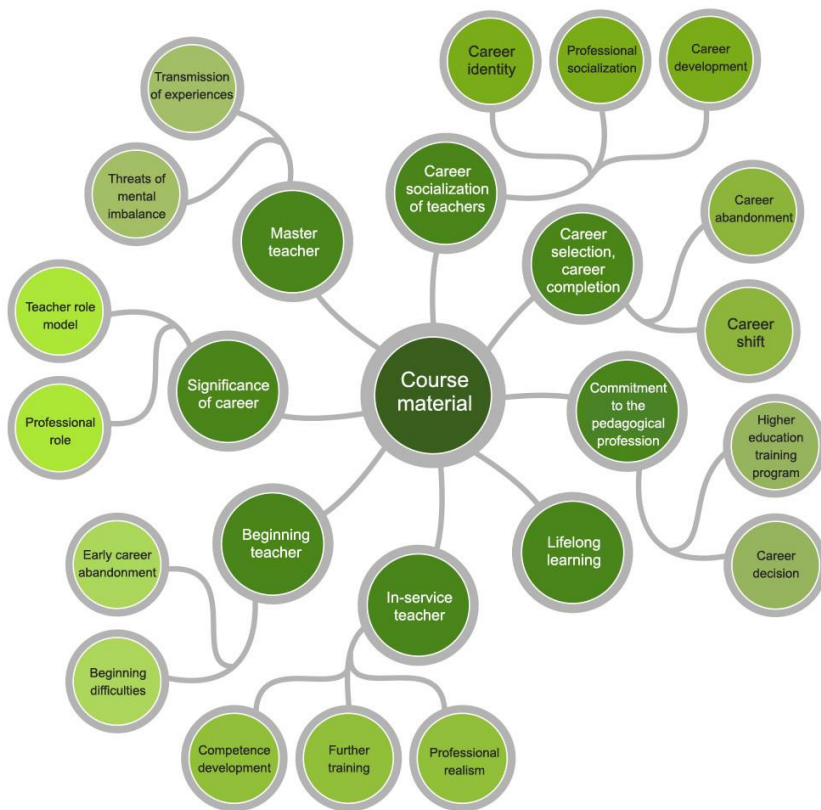 Career
identity
Professional
socialization
Career
development
Transmission
of experiences
Threats of
mental
imbalance
Career
socialization
of teachers
Career
abandonment
Master
teacher
Career
selection,
career
completion
Career
shift
Teacher role
model
Professional
role
Significance
of career
Course
material
Commitment
to the
pedagogical
profession
Higher
education
training
program
Career
decision
Beginning
teacher
Lifelong
learning
Early career
abandonment
Beginning
difficulties
In-service
teacher
Competence
development
Further
training
Professional
realism